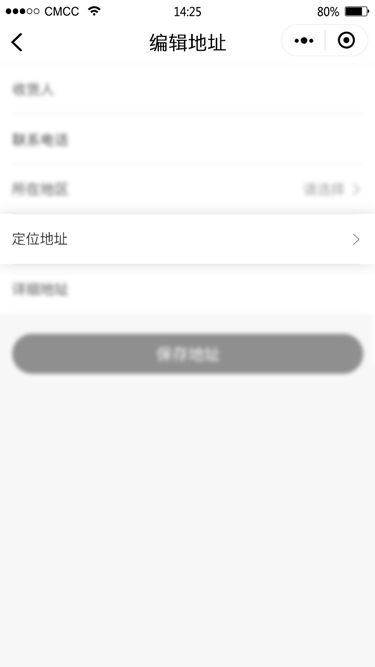 CMCC 14:25 80%
编辑地址
收货人
联系电话
所在地区 请选择
定位地址
详细地址
保存地址